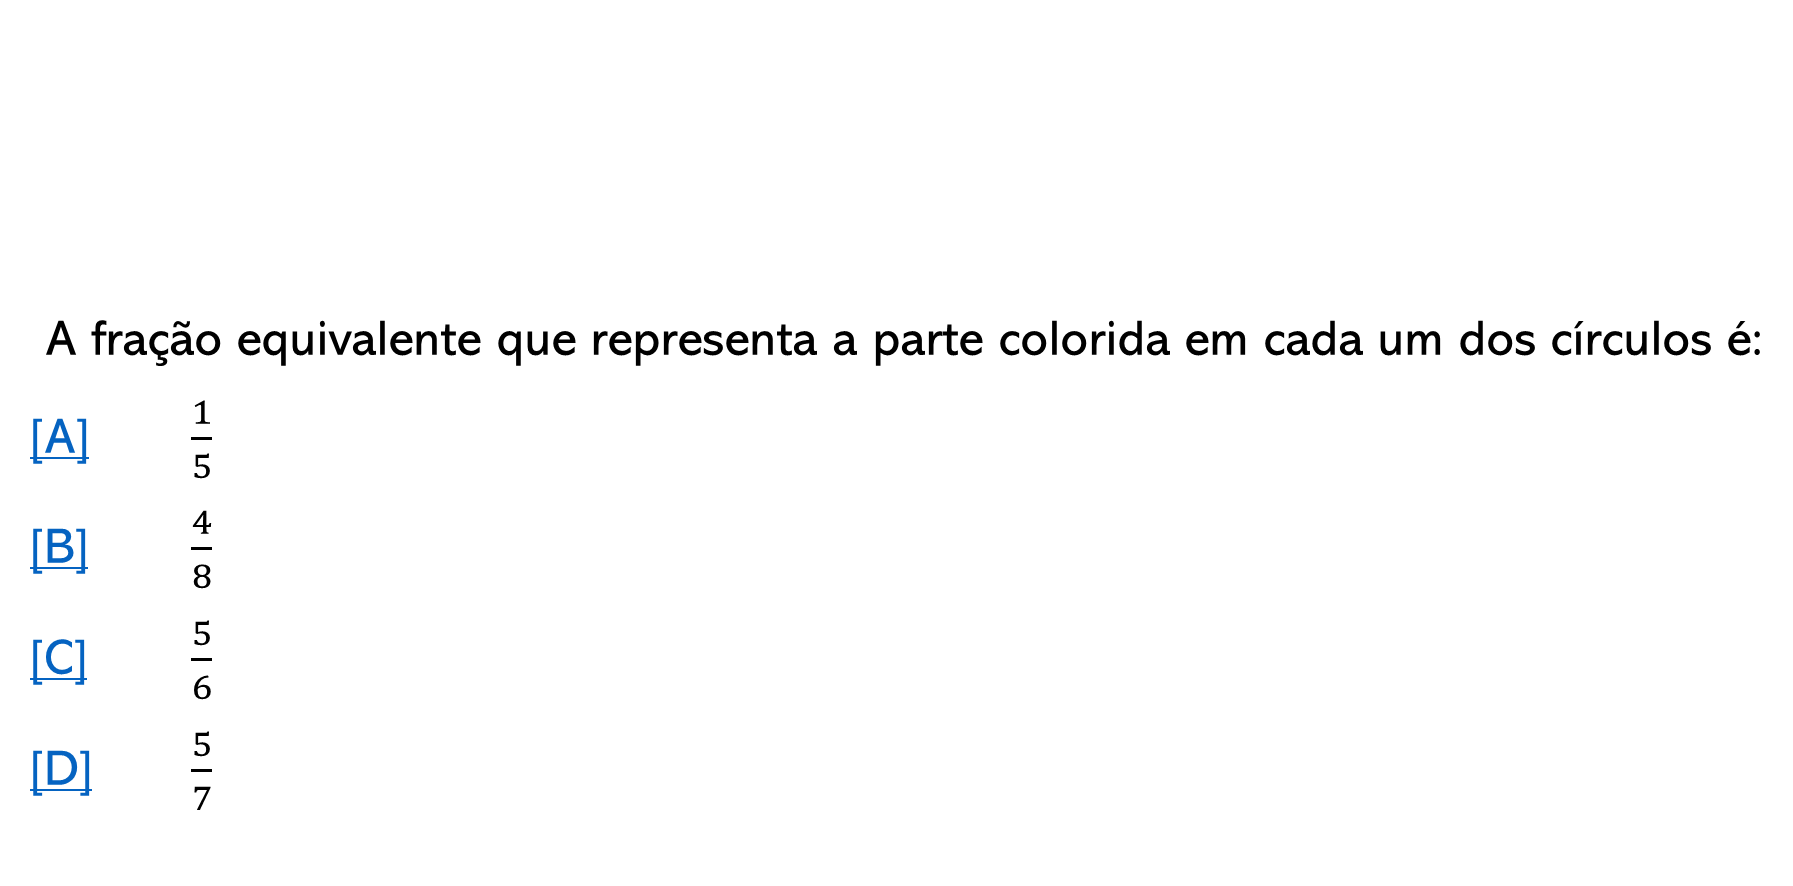 A fração equivalente que representa a parte colorida em cada um dos círculos é:
[A] 1/5
[B] 4/8
[C] 5/6
[D] 5/7